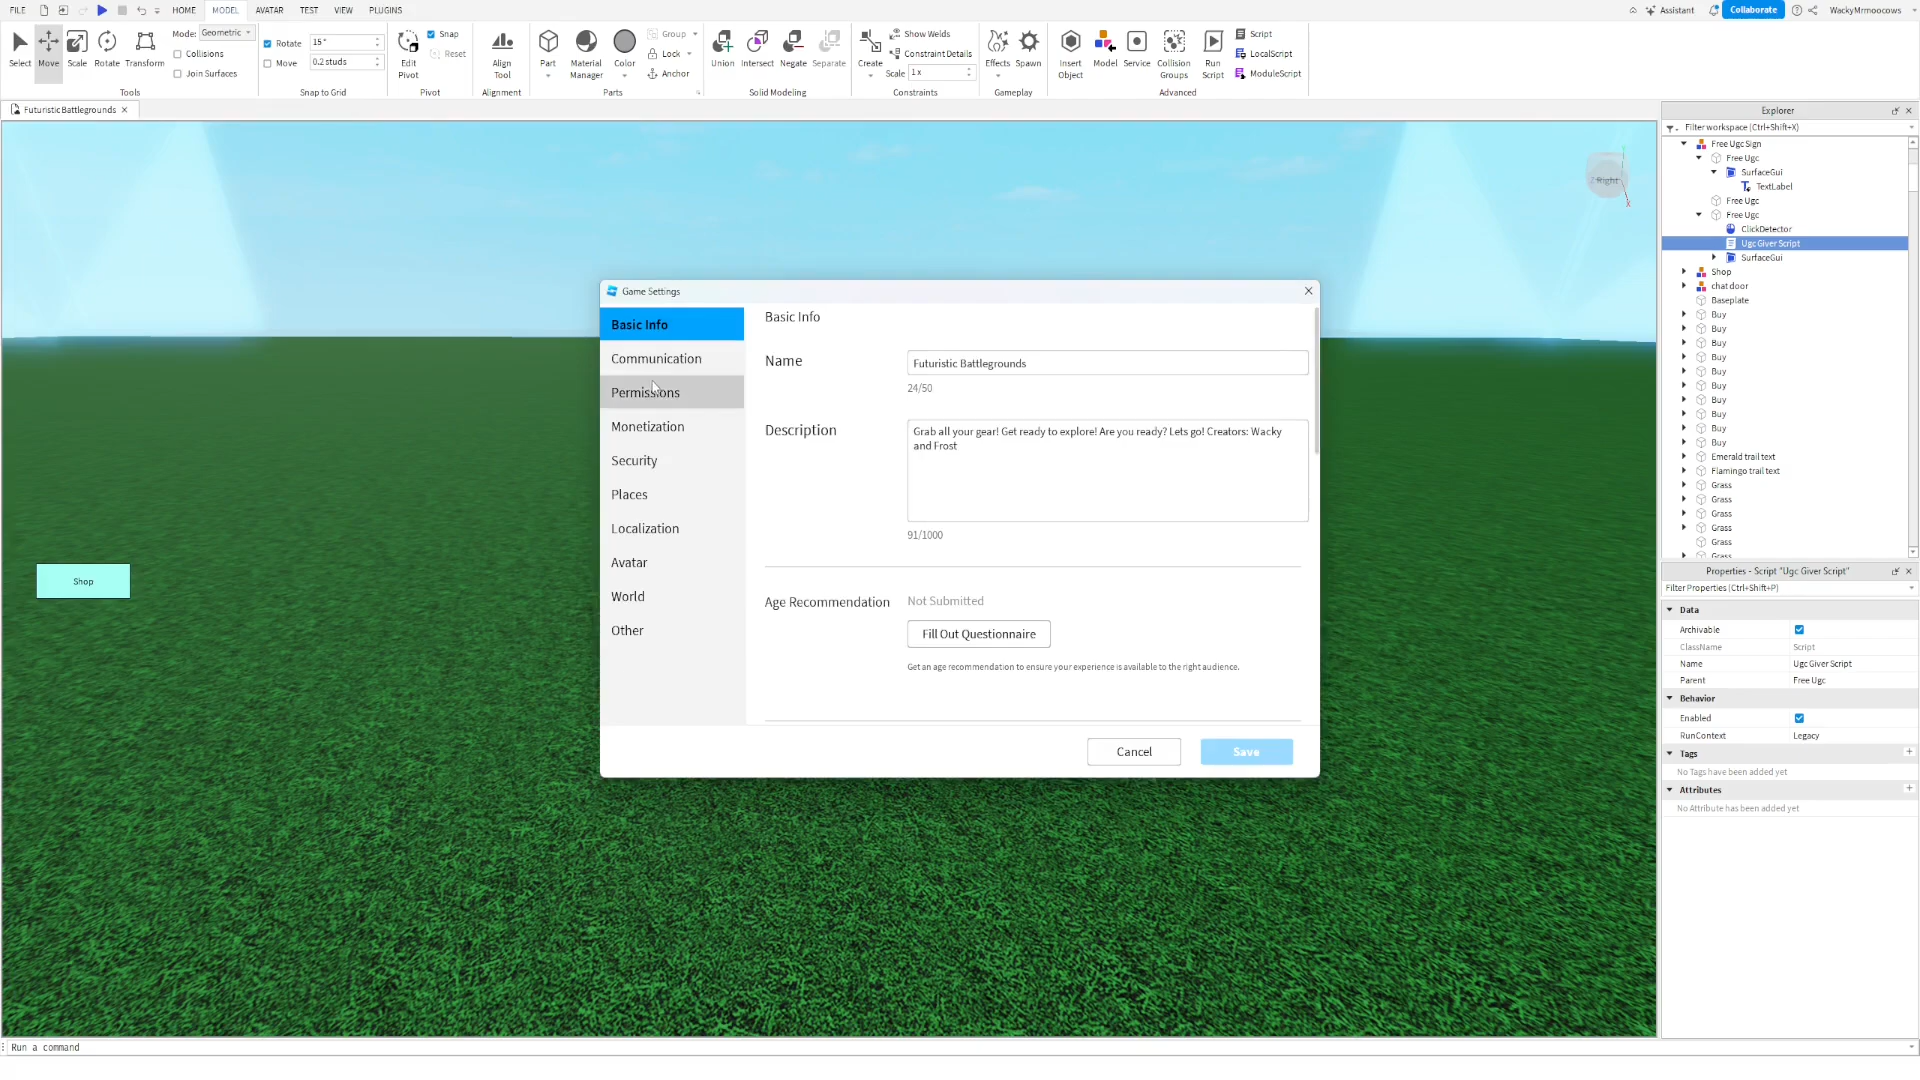 FILE HOME MODEL AVATAR TEST VIEW PLUGINS Assistant Collaborate WackyMrmoocows
Select Move Scale Rotate Transform
Mode: Geometric
Collisions
Join Surfaces
Tools
Rotate 15°
Move 0.2 studs
Snap to Grid
Edit
Pivot
Snap
Reset
Pivot
Align
Tool
Alignment
Part Material
Manager
Color
Group
Lock
Anchor
Parts
Union Intersect Negate Separate
Solid Modeling
Create
Show Welds
Constraint Details
Scale 1 x
Constraints
Effects Spawn
Gameplay
Insert
Object
Model Service Collision
Groups
Run
Script
Script
LocalScript
ModuleScript
Advanced
Futuristic Battlegrounds
Right
Shop
Game Settings
Basic Info
Communication
Permissions
Monetization
Security
Places
Localization
Avatar
World
Other
Basic Info
Name Futuristic Battlegrounds
24/50
Description Grab all your gear! Get ready to explore! Are you ready? Lets go! Creators: Wacky
and Frost
91/1000
Age Recommendation Not Submitted
Fill Out Questionnaire
Get an age recommendation to ensure your experience is available to the right audience.
Cancel Save
Explorer
Filter workspace (Ctrl+Shift+X)
Free Ugc Sign
Free Ugc
SurfaceGui
TextLabel
Free Ugc
Free Ugc
ClickDetector
Ugc Giver Script
SurfaceGui
Shop
chat door
Baseplate
Buy
Buy
Buy
Buy
Buy
Buy
Buy
Buy
Buy
Buy
Emerald trail text
Flamingo trail text
Grass
Grass
Grass
Grass
Grass
Grass
Properties - Script "Ugc Giver Script"
Filter Properties (Ctrl+Shift+P)
Data
Archivable
ClassName Script
Name Ugc Giver Script
Parent Free Ugc
Behavior
Enabled
RunContext Legacy
Tags
No Tags have been added yet
Attributes
No Attribute has been added yet
Run a command